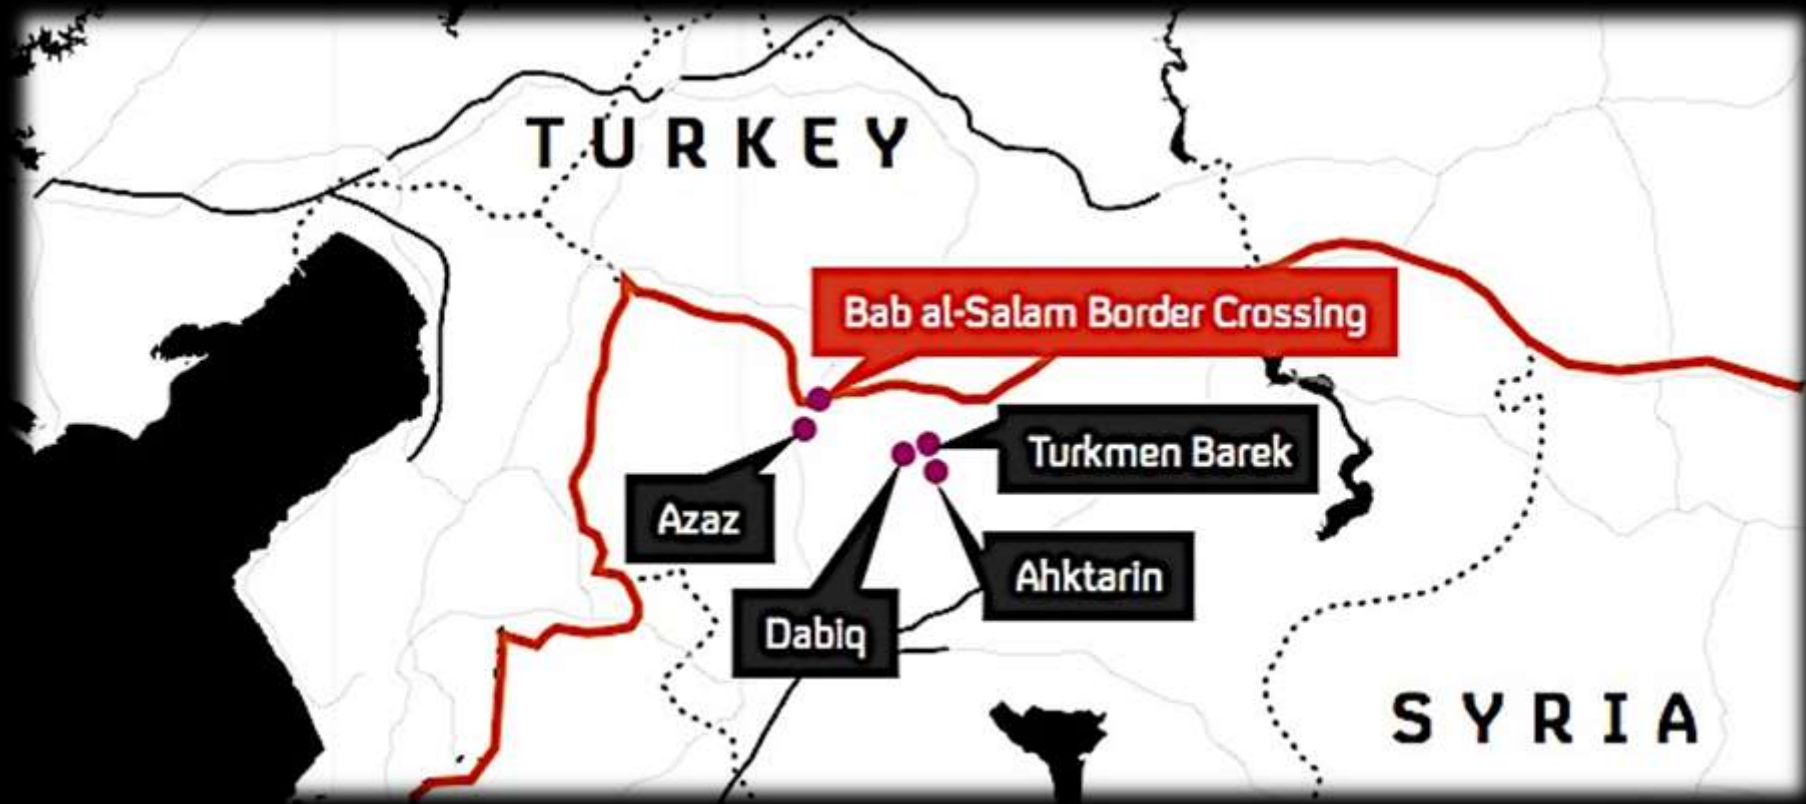 TURKEY
Bab al-Salam Border Crossing
Turkmen Barek
Azaz
Ahktarin
Dabiq
SYRIA